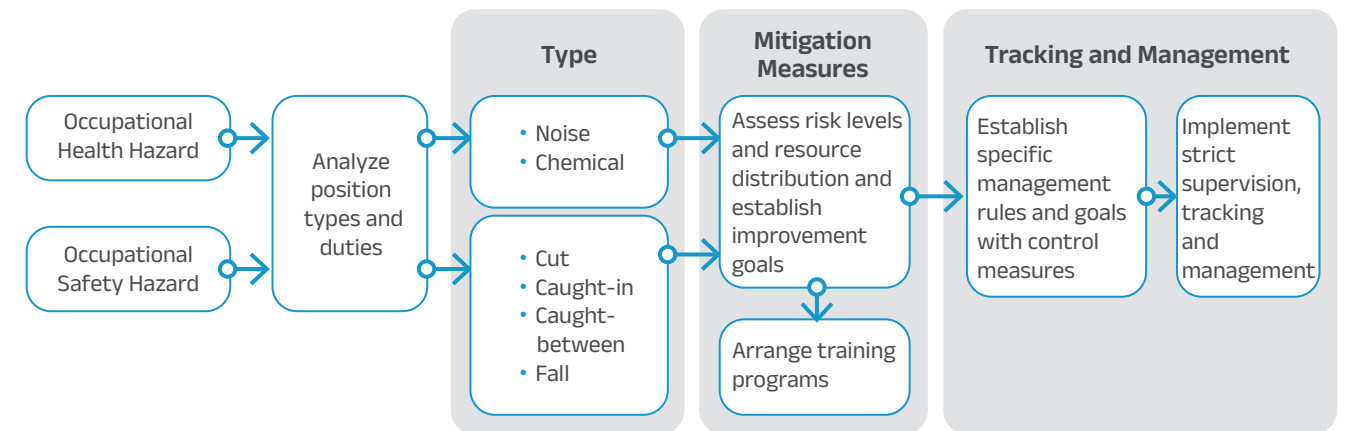 Type
Mitigation
Measures
Tracking and Management
Occupational
Health Hazard
Occupational
Safety Hazard
Analyze
position
types and
duties
• Noise
• Chemical
• Cut
• Caught-in
• Caught-
between
• Fall
Assess risk levels
and resource
distribution and
establish
improvement
goals
Arrange training
programs
Establish
specific
management
rules and goals
with control
measures
Implement
strict
supervision,
tracking
and
management